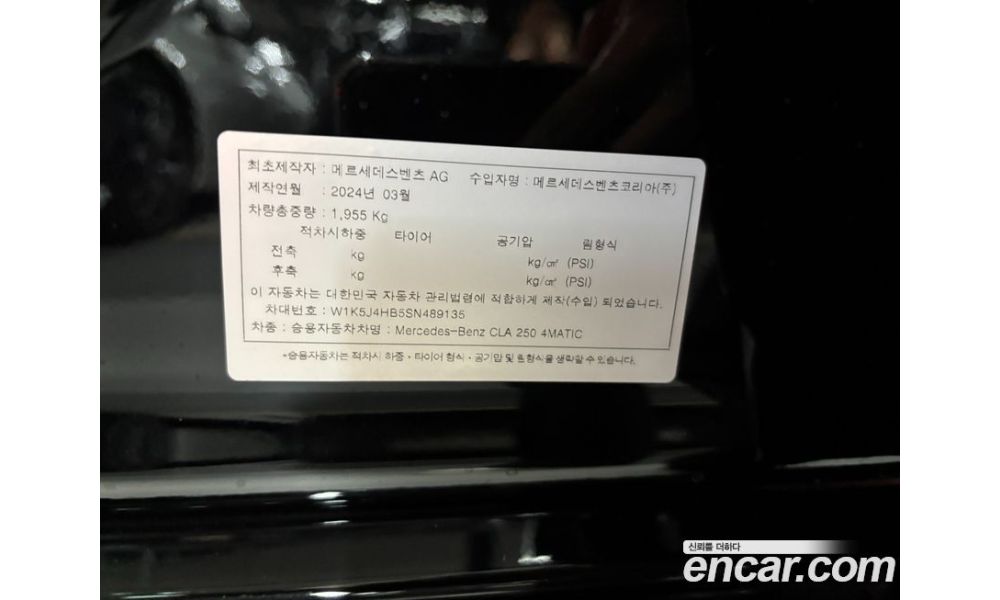 최초제작자 : 메르세데스벤츠 AG 수입자명 : 메르세데스벤츠코리아(주)
제작연월 : 2024년 03월
차량총중량 : 1,955 Kg
적차시하중 타이어 공기압 림형식
전축 kg kg/㎠ (PSI)
후축 kg kg/㎠ (PSI)
이 자동차는 대한민국 자동차 관리법령에 적합하게 제작(수입) 되었습니다.
차대번호 : W1K5J4HB5SN489135
차종 : 승용자동차차명 : Mercedes-Benz CLA 250 4MATIC
*승용자동차는 적차시 하중·타이어 형식·공기압 및 림형식을 생략할 수 있습니다.
신뢰를 더하다
encar.com